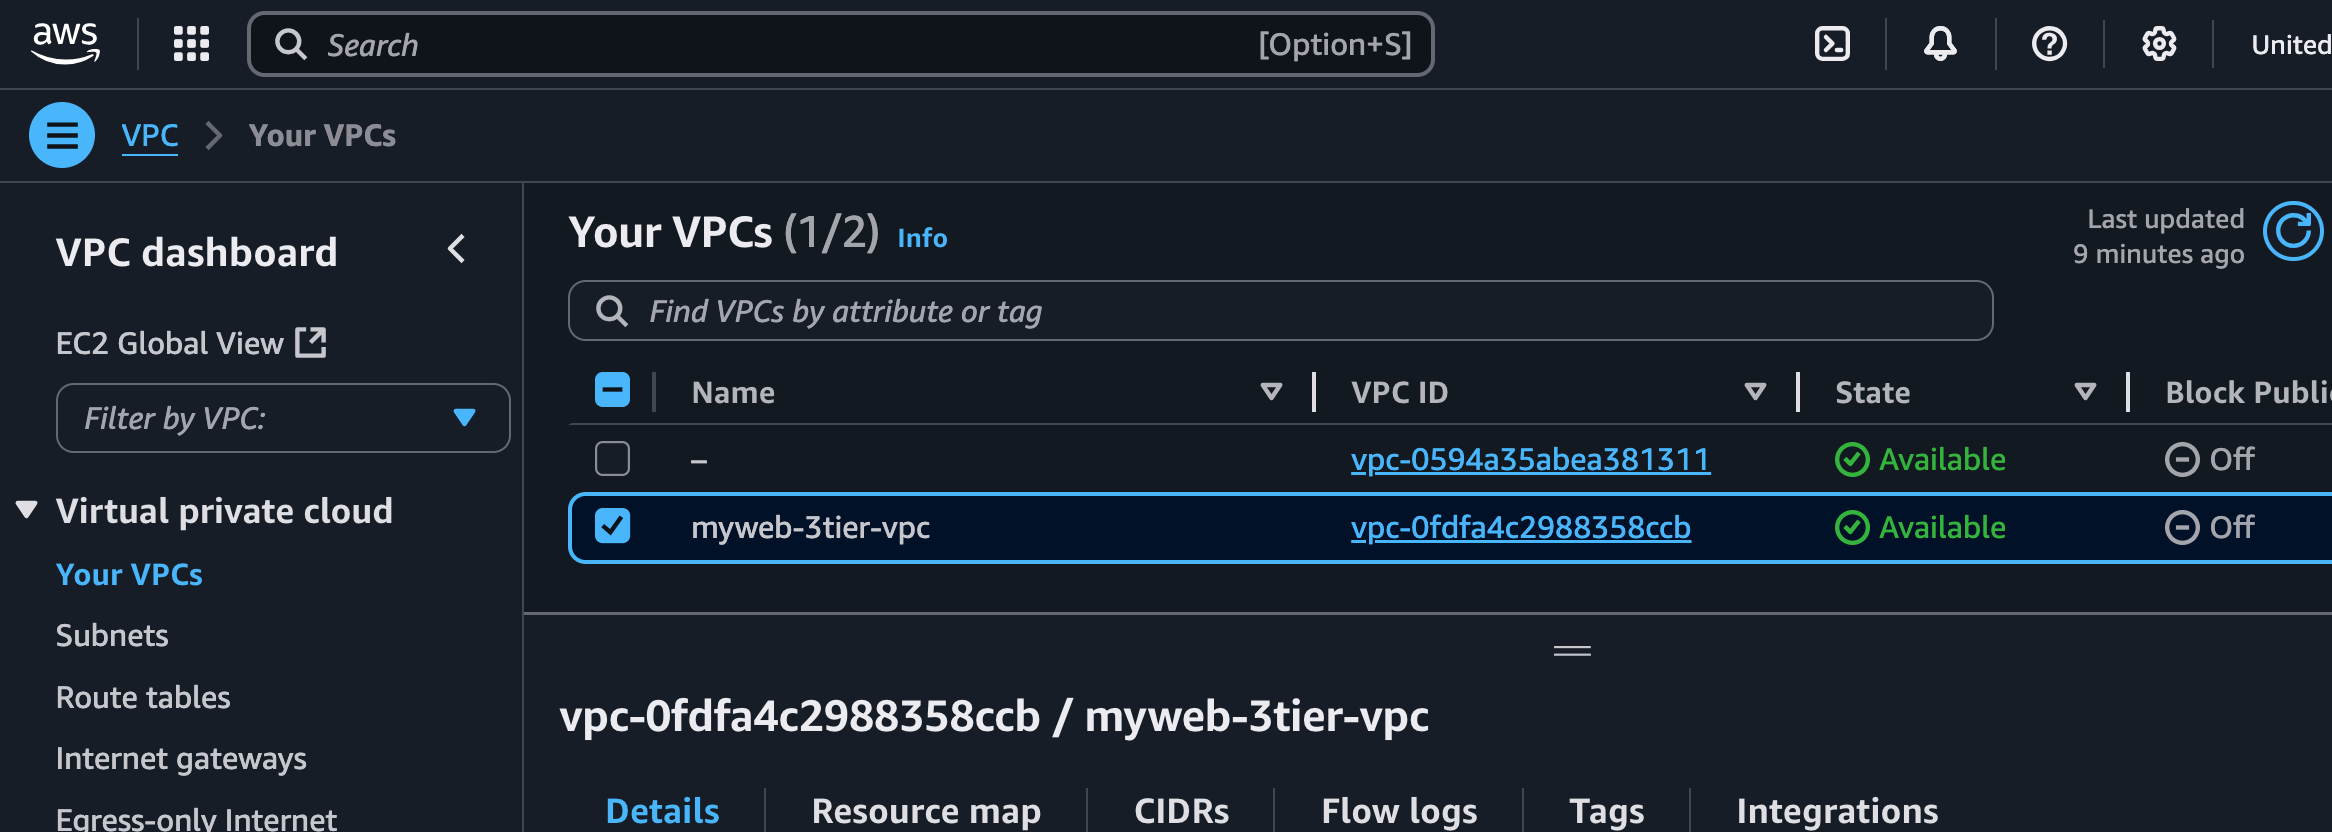 aws
Search [Option+S]
United
VPC
Your VPCs
VPC dashboard
EC2 Global View
Filter by VPC:
Virtual private cloud
Your VPCs
Subnets
Route tables
Internet gateways
Egress-only Internet
Your VPCs (1/2) Info
Last updated
9 minutes ago
Find VPCs by attribute or tag
Name VPC ID State Block Public
– vpc-0594a35abea381311 Available Off
myweb-3tier-vpc vpc-0fdfa4c2988358ccb Available Off
vpc-0fdfa4c2988358ccb / myweb-3tier-vpc
Details Resource map CIDRs Flow logs Tags Integrations